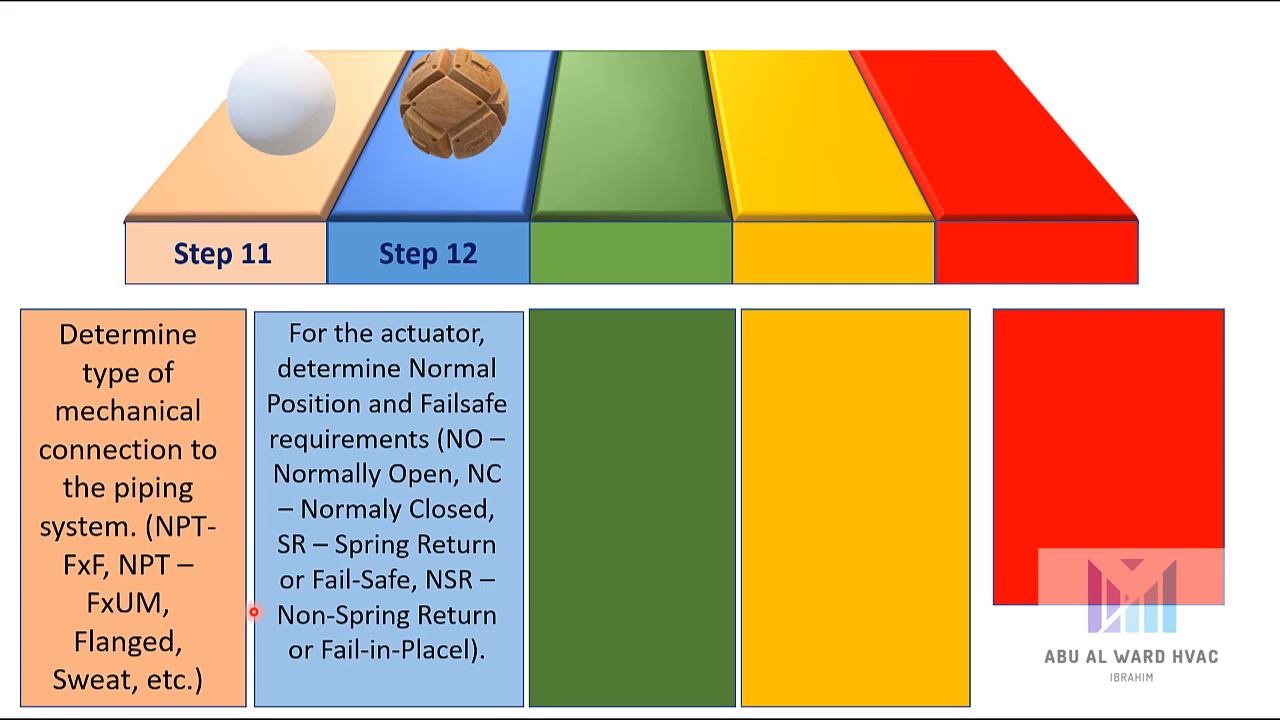 Step 11
Step 12
Determine
type of
mechanical
connection to
the piping
system. (NPT-
FxF, NPT –
FxUM,
Flanged,
Sweat, etc.)
For the actuator,
determine Normal
Position and Failsafe
requirements (NO –
Normally Open, NC
– Normaly Closed,
SR – Spring Return
or Fail-Safe, NSR –
Non-Spring Return
or Fail-in-Placel).
ABU AL WARD HVAC
IBRAHIM